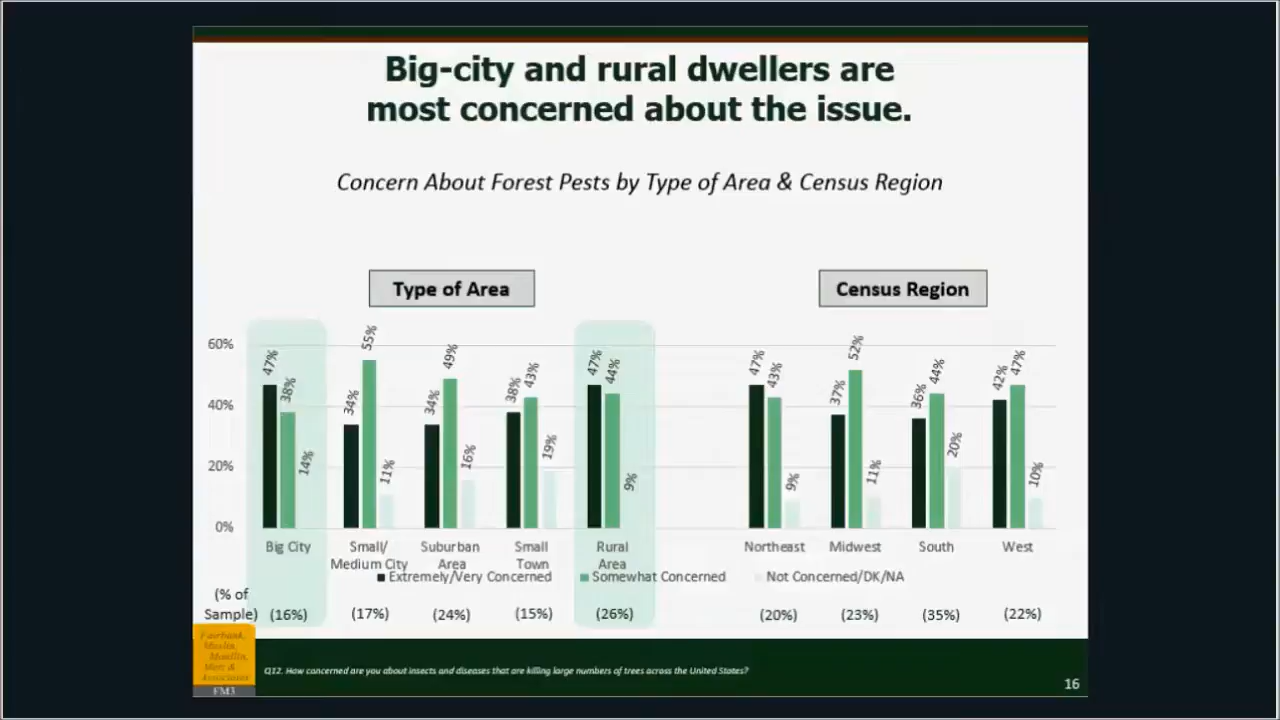 Big-city and rural dwellers are
most concerned about the issue.
Concern About Forest Pests by Type of Area & Census Region
Type of Area
Census Region
60%
40%
20%
0%
47%
38%
14%
34%
55%
11%
34%
49%
16%
38%
43%
19%
47%
44%
9%
47%
43%
9%
37%
52%
11%
36%
44%
20%
42%
47%
10%
Big City
Small/
Medium City
Suburban
Area
Small
Town
Rural
Area
Northeast
Midwest
South
West
Extremely/Very Concerned
Somewhat Concerned
Not Concerned/DK/NA
(% of
Sample)
(16%)
(17%)
(24%)
(15%)
(26%)
(20%)
(23%)
(35%)
(22%)
Fairbank,
Maslin,
Maullin,
Metz &
Associates
FM3
Q12. How concerned are you about insects and diseases that are killing large numbers of trees across the United States?
16